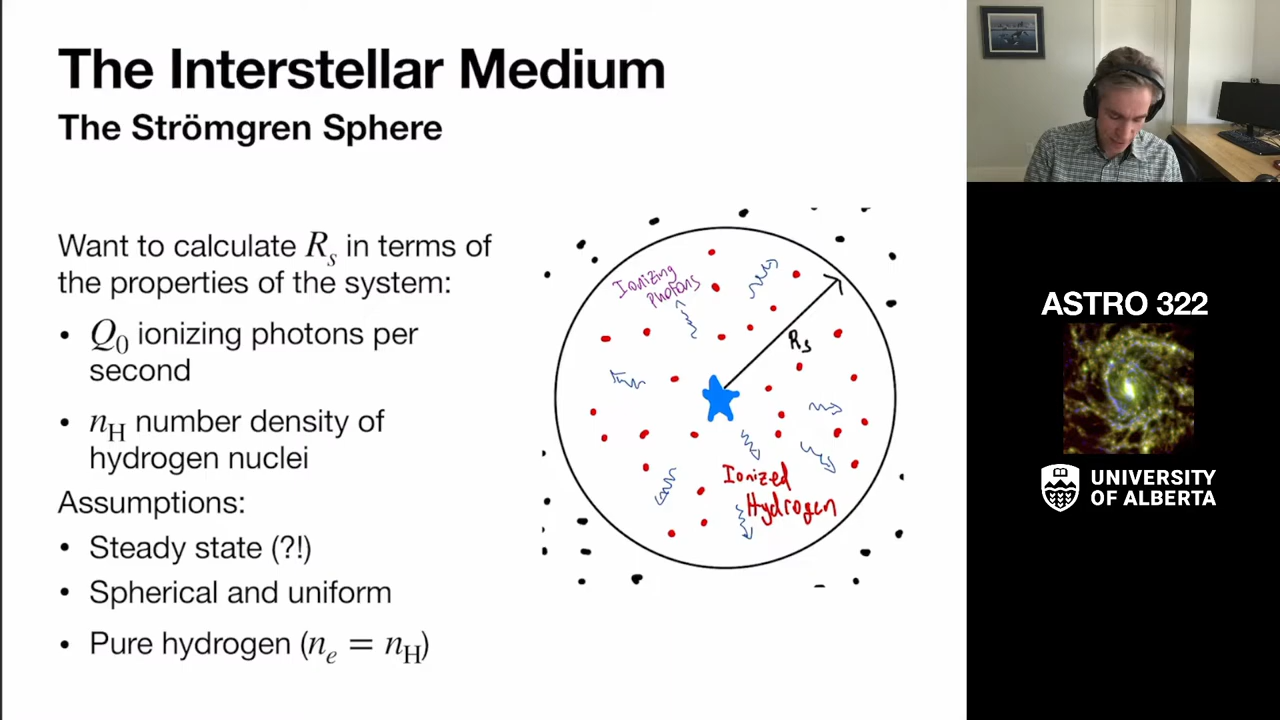 The Interstellar Medium
The Strömgren Sphere
Want to calculate Rₛ in terms of
the properties of the system:
• Q₀ ionizing photons per
second
• n_H number density of
hydrogen nuclei
Assumptions:
• Steady state (?!)
• Spherical and uniform
• Pure hydrogen (nₑ = n_H)
Ionizing
Photons
Rₛ
Ionized
Hydrogen
ASTRO 322
UNIVERSITY
OF ALBERTA